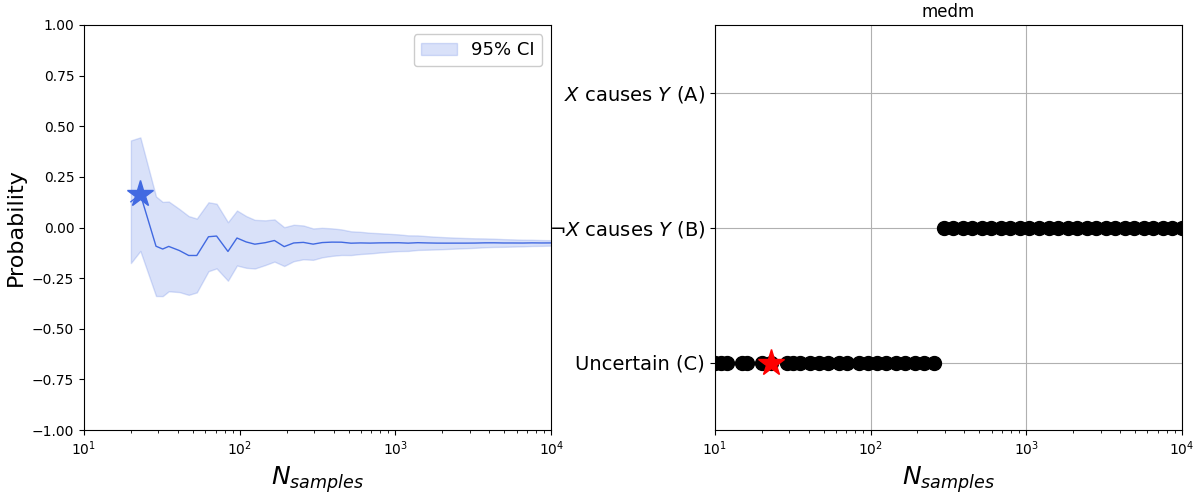 medm
1.00
0.75
0.50
0.25
0.00
−0.25
−0.50
−0.75
−1.00
Probability
95% CI
10¹ 10² 10³ 10⁴
N_samples
X causes Y (A)
¬X causes Y (B)
Uncertain (C)
10¹ 10² 10³ 10⁴
N_samples